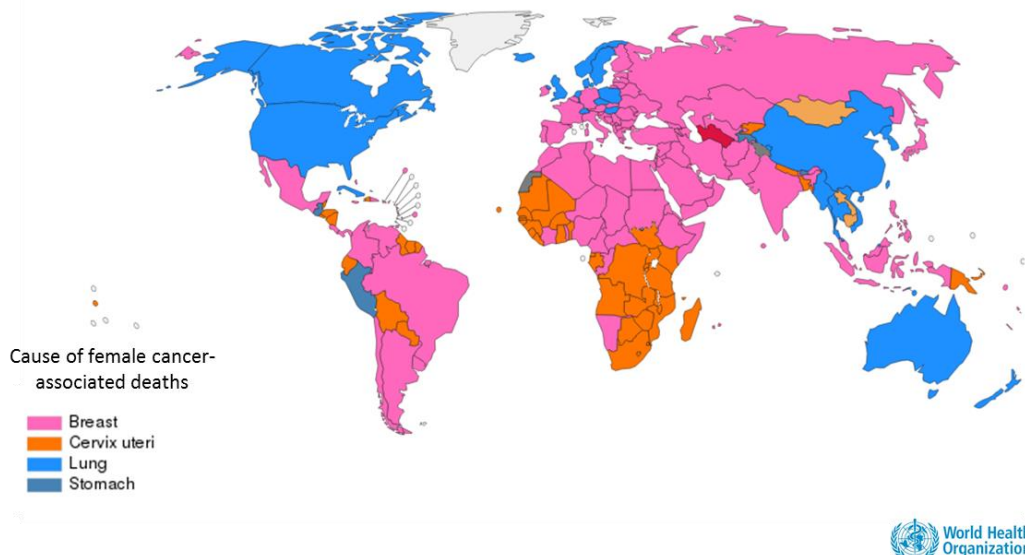 Cause of female cancer-
associated deaths
Breast
Cervix uteri
Lung
Stomach
World Health
Organization